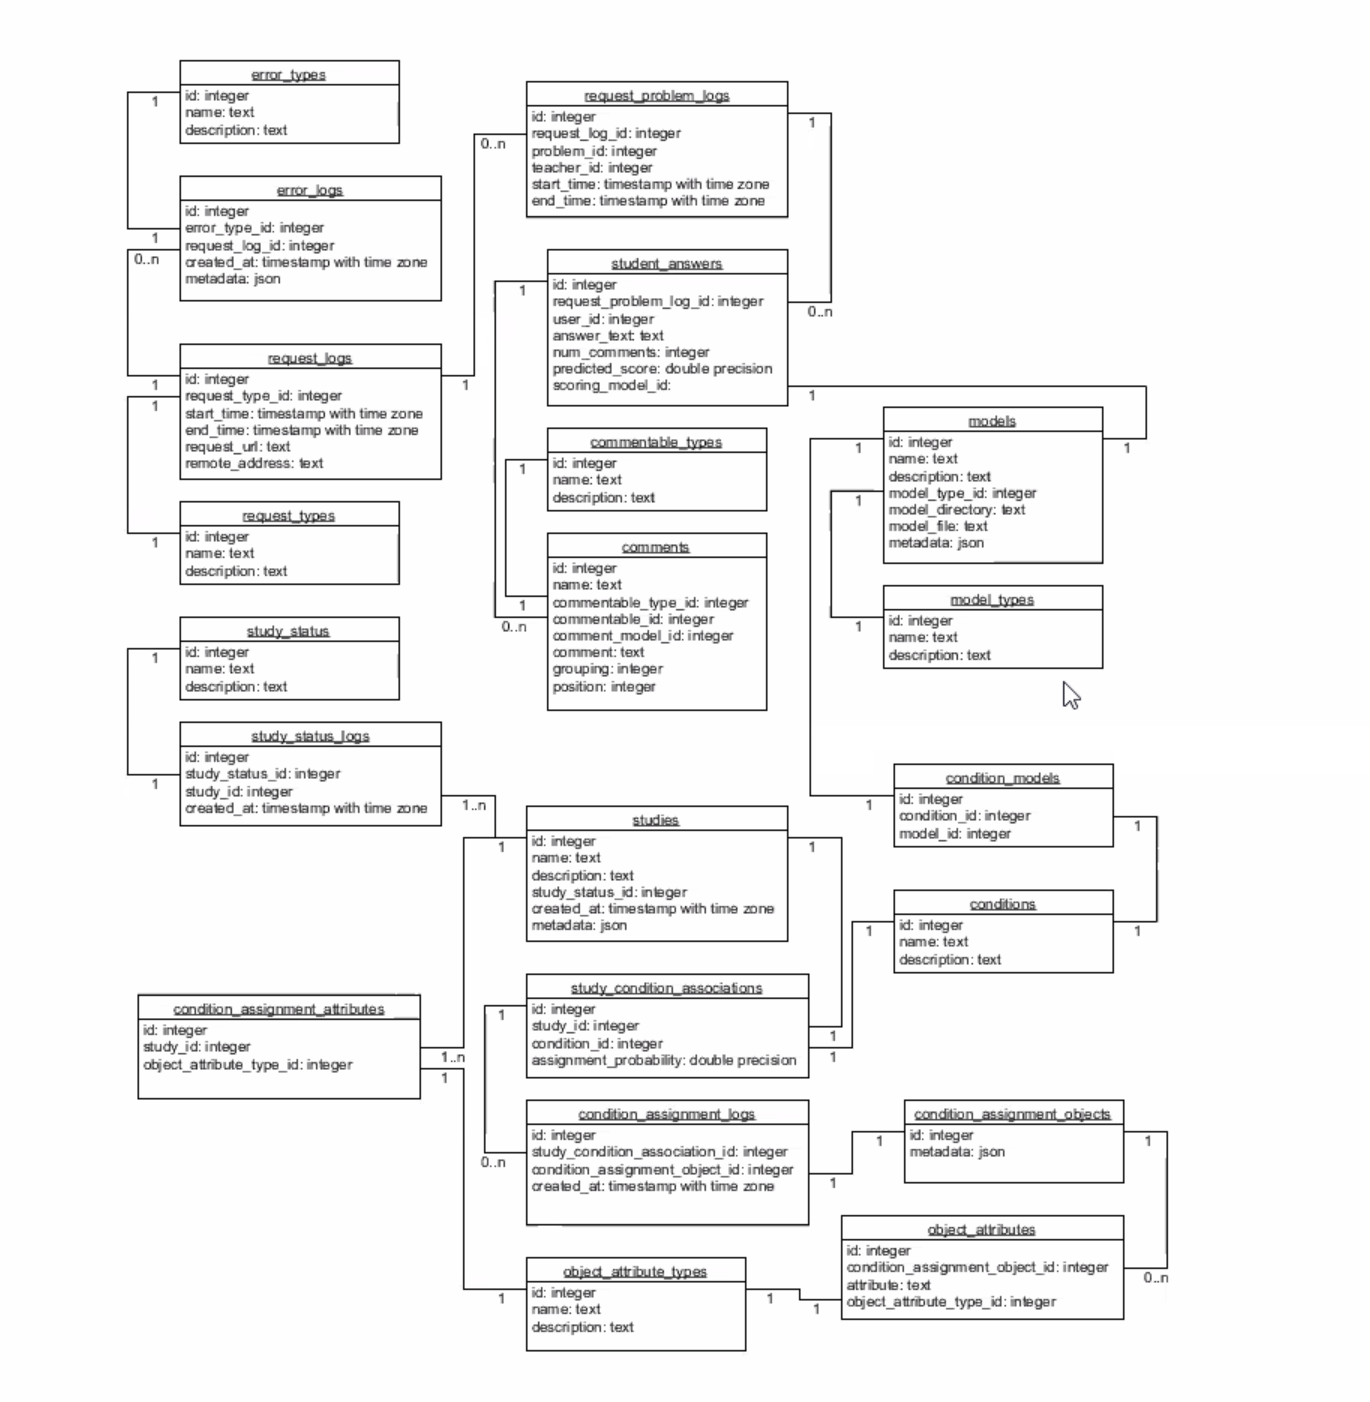 error_types
id: integer
name: text
description: text
1
error_logs
id: integer
error_type_id: integer
request_log_id: integer
created_at: timestamp with time zone
metadata: json
1
0..n
request_logs
id: integer
request_type_id: integer
start_time: timestamp with time zone
end_time: timestamp with time zone
request_url: text
remote_address: text
1
1
1
request_types
id: integer
name: text
description: text
1
study_status
id: integer
name: text
description: text
1
study_status_logs
id: integer
study_status_id: integer
study_id: integer
created_at: timestamp with time zone
1
1..n
request_problem_logs
id: integer
request_log_id: integer
problem_id: integer
teacher_id: integer
start_time: timestamp with time zone
end_time: timestamp with time zone
0..n
1
student_answers
id: integer
request_problem_log_id: integer
user_id: integer
answer_text: text
num_comments: integer
predicted_score: double precision
scoring_model_id:
1
0..n
1
commentable_types
id: integer
name: text
description: text
1
comments
id: integer
name: text
commentable_type_id: integer
commentable_id: integer
comment_model_id: integer
comment: text
grouping: integer
position: integer
1
0..n
models
id: integer
name: text
description: text
model_type_id: integer
model_directory: text
model_file: text
metadata: json
1
1
1
model_types
id: integer
name: text
description: text
1
condition_models
id: integer
condition_id: integer
model_id: integer
1
1
conditions
id: integer
name: text
description: text
1
1
studies
id: integer
name: text
description: text
study_status_id: integer
created_at: timestamp with time zone
metadata: json
1
1
condition_assignment_attributes
id: integer
study_id: integer
object_attribute_type_id: integer
1..n
1
study_condition_associations
id: integer
study_id: integer
condition_id: integer
assignment_probability: double precision
1
1
1
condition_assignment_logs
id: integer
study_condition_association_id: integer
condition_assignment_object_id: integer
created_at: timestamp with time zone
0..n
1
condition_assignment_objects
id: integer
metadata: json
1
1
object_attributes
id: integer
condition_assignment_object_id: integer
attribute: text
object_attribute_type_id: integer
0..n
1
object_attribute_types
id: integer
name: text
description: text
1
1